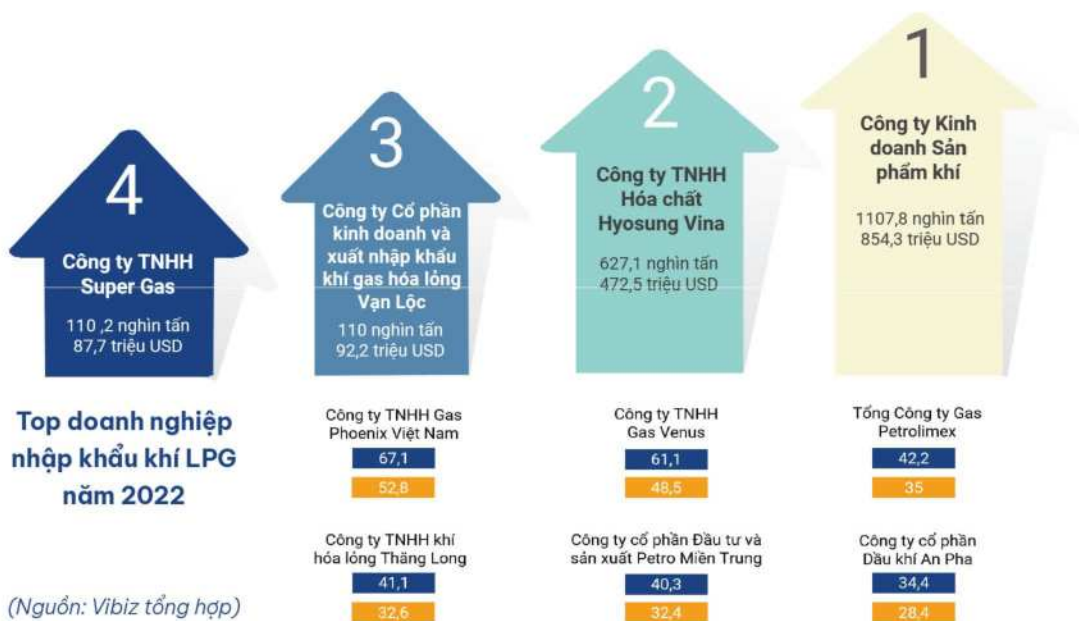 4
Công ty TNHH
Super Gas
110 ,2 nghìn tấn
87,7 triệu USD
3
Công ty Cổ phần
kinh doanh và
xuất nhập khẩu
khí gas hóa lỏng
Vạn Lộc
110 nghìn tấn
92,2 triệu USD
2
Công ty TNHH
Hóa chất
Hyosung Vina
627,1 nghìn tấn
472,5 triệu USD
1
Công ty Kinh
doanh Sản
phẩm khí
1107,8 nghìn tấn
854,3 triệu USD
Top doanh nghiệp
nhập khẩu khí LPG
năm 2022
(Nguồn: Vibiz tổng hợp)
Công ty TNHH Gas
Phoenix Việt Nam
67,1
52,8
Công ty TNHH
Gas Venus
61,1
48,5
Tổng Công ty Gas
Petrolimex
42,2
35
Công ty TNHH khí
hóa lỏng Thăng Long
41,1
32,6
Công ty cổ phần Đầu tư và
sản xuất Petro Miền Trung
40,3
32,4
Công ty cổ phần
Dầu khí An Pha
34,4
28,4